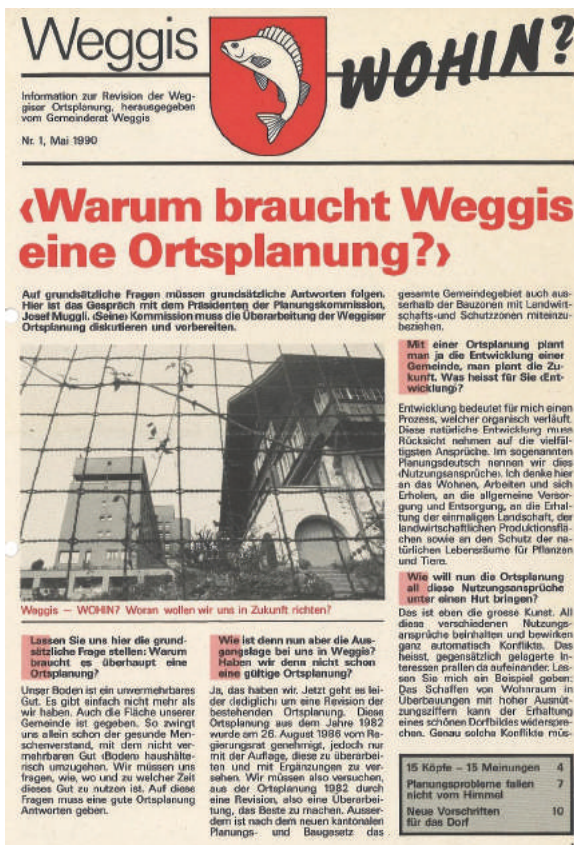 Weggis
WOHIN?
Information zur Revision der Weg-
giser Ortsplanung, herausgegeben
vom Gemeinderat Weggis
Nr. 1, Mai 1990
‹Warum braucht Weggis
eine Ortsplanung?›
Auf grundsätzliche Fragen müssen grundsätzliche Antworten folgen.
Hier ist das Gespräch mit dem Präsidenten der Planungskommission,
Josef Muggli. ‹Seine› Kommission muss die Überarbeitung der Weggiser
Ortsplanung diskutieren und vorbereiten.
Weggis – WOHIN? Woran wollen wir uns in Zukunft richten?
Lassen Sie uns hier die grund-
sätzliche Frage stellen: Warum
braucht es überhaupt eine
Ortsplanung?
Unser Boden ist ein unvermehrbares
Gut. Es gibt einfach nicht mehr als
wir haben. Auch die Fläche unserer
Gemeinde ist gegeben. So zwingt
uns allein schon der gesunde Men-
schenverstand, mit dem nicht ver-
mehrbaren Gut ‹Boden› haushälte-
risch umzugehen. Wir müssen uns
fragen, wie, wo und zu welcher Zeit
dieses Gut zu nutzen ist. Auf diese
Fragen muss eine gute Ortsplanung
Antworten geben.
Wie ist denn nun aber die Aus-
gangslage bei uns in Weggis?
Haben wir denn nicht schon
eine gültige Ortsplanung?
Ja, das haben wir. Jetzt geht es lei-
der lediglich um eine Revision der
bestehenden Ortsplanung. Diese
Ortsplanung aus dem Jahre 1982
wurde am 26. August 1986 vom Re-
gierungsrat genehmigt, jedoch nur
mit der Auflage, diese zu überarbei-
ten und mit Ergänzungen zu ver-
sehen. Wir müssen also versuchen,
aus der Ortsplanung 1982 durch
eine Revision, also eine Überarbei-
tung, das Beste zu machen. Ausser-
dem ist nach dem neuen kantonalen
Planungs- und Baugesetz das
gesamte Gemeindegebiet auch aus-
serhalb der Bauzonen mit Landwirt-
schafts-und Schutzzonen miteinzu-
beziehen.
Mit einer Ortsplanung plant
man ja die Entwicklung einer
Gemeinde, man plant die Zu-
kunft. Was heisst für Sie ‹Ent-
wicklung›?
Entwicklung bedeutet für mich einen
Prozess, welcher organisch verläuft.
Diese natürliche Entwicklung muss
Rücksicht nehmen auf die vielfäl-
tigsten Ansprüche. Im sogenannten
Planungsdeutsch nennen wir dies
‹Nutzungsansprüche›. Ich denke hier
an das Wohnen, Arbeiten und sich
Erholen, an die allgemeine Versor-
gung und Entsorgung, an die Erhal-
tung der einmaligen Landschaft, der
landwirtschaftlichen Produktionsflä-
chen sowie an den Schutz der na-
türlichen Lebensräume für Pflanzen
und Tiere.
Wie will nun die Ortsplanung
all diese Nutzungsansprüche
unter einen Hut bringen?
Das ist eben die grosse Kunst. All
diese verschiedenen Nutzungs-
ansprüche beinhalten und bewirken
ganz automatisch Konflikte. Das
heisst, gegensätzlich gelagerte In-
teressen prallen da aufeinander. Las-
sen Sie mich ein Beispiel geben:
Das Schaffen von Wohnraum in
Überbauungen mit hoher Ausnüt-
zungsziffern kann der Erhaltung
eines schönen Dorfbildes widerspre-
chen. Genau solche Konflikte müs-
15 Köpfe – 15 Meinungen 4
Planungsprobleme fallen 7
nicht vom Himmel
Neue Vorschriften 10
für das Dorf